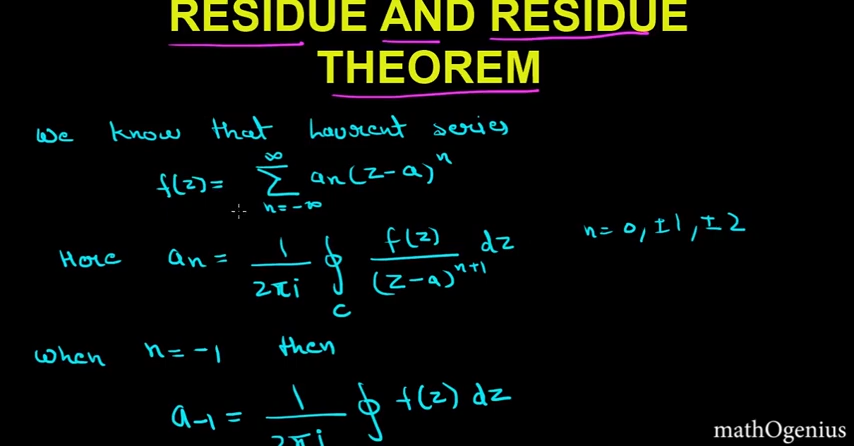 RESIDUE AND RESIDUE
THEOREM
We know that Laurent series
f(z) = ∑_{n=-∞}^{∞} an (z-a)^n
Here an = 1/2πi ∮_C f(z)/(z-a)^{n+1} dz n = 0, ±1, ±2
When n = -1 then
a-1 = 1/2πi ∮ f(z) dz
mathOgenius